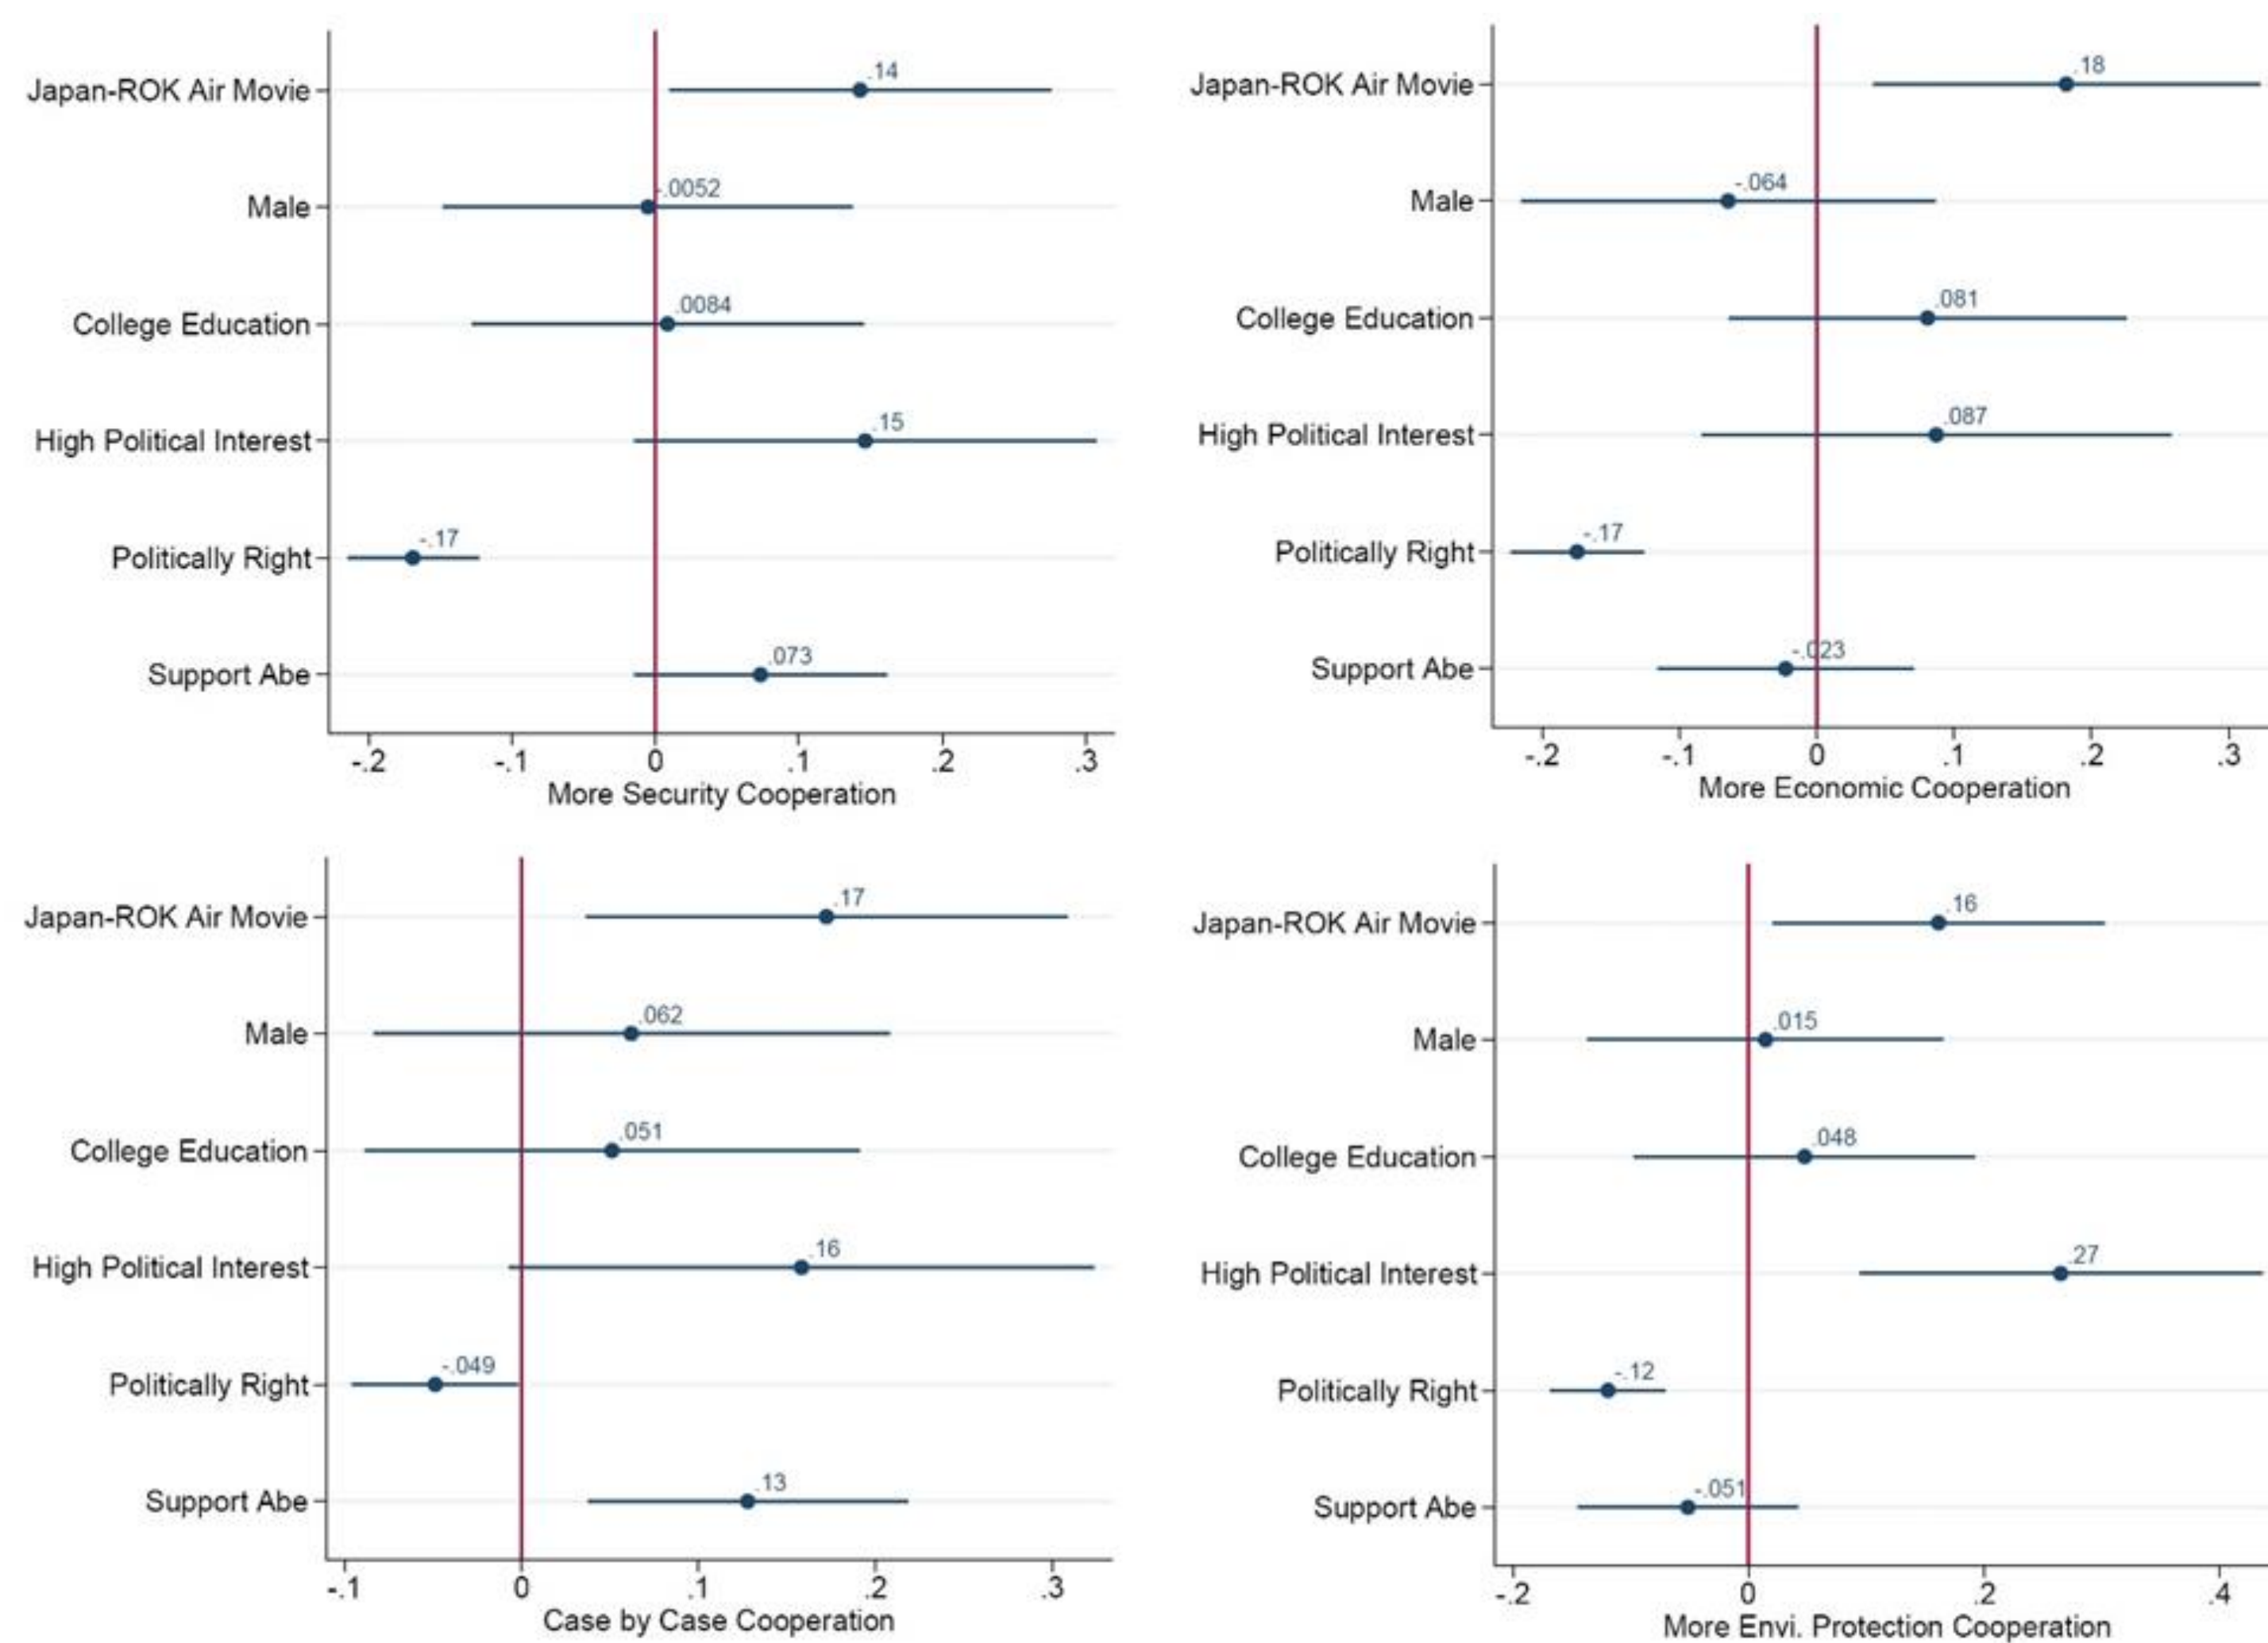 Japan-ROK Air Movie .14
Male -.0052
College Education .0084
High Political Interest .15
Politically Right -.17
Support Abe .073
-.2 -.1 0 .1 .2 .3
More Security Cooperation
Japan-ROK Air Movie .18
Male -.064
College Education .081
High Political Interest .087
Politically Right -.17
Support Abe -.023
-.2 -.1 0 .1 .2 .3
More Economic Cooperation
Japan-ROK Air Movie .17
Male .062
College Education .051
High Political Interest .16
Politically Right -.049
Support Abe .13
-.1 0 .1 .2 .3
Case by Case Cooperation
Japan-ROK Air Movie .16
Male .015
College Education .048
High Political Interest .27
Politically Right -.12
Support Abe -.051
-.2 0 .2 .4
More Envi. Protection Cooperation